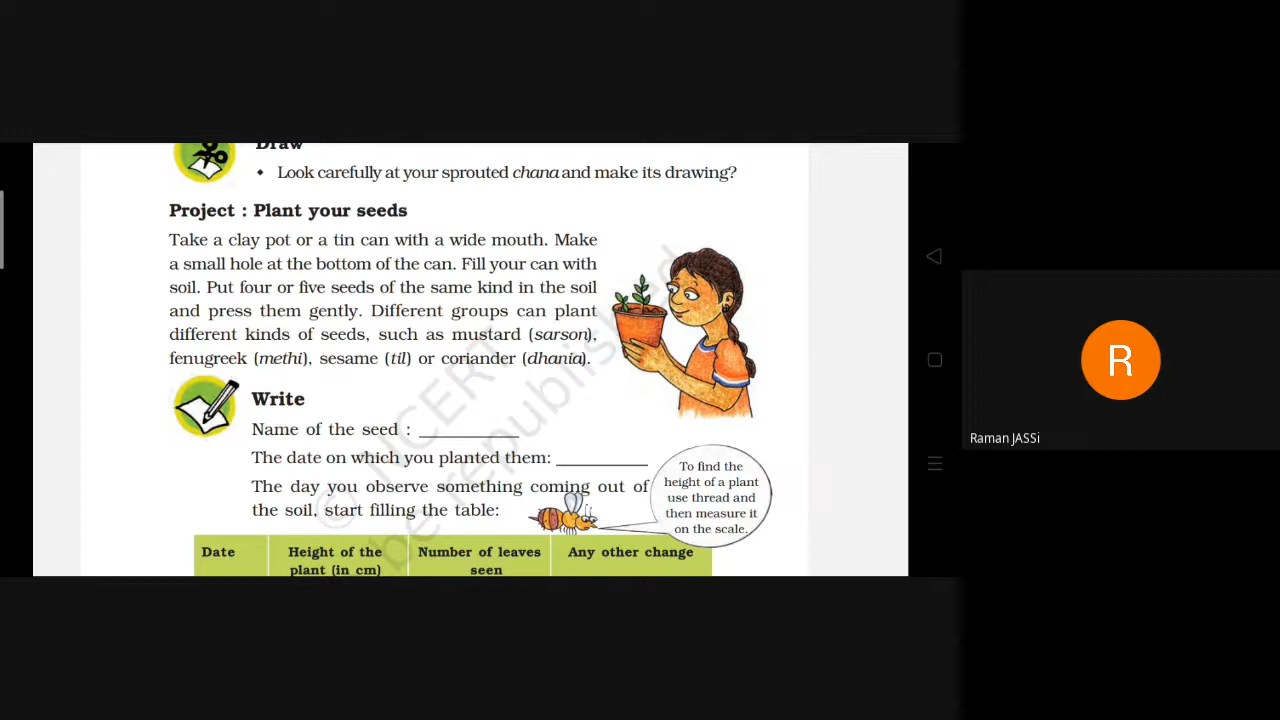 Draw
♦ Look carefully at your sprouted chana and make its drawing?
Project : Plant your seeds
Take a clay pot or a tin can with a wide mouth. Make
a small hole at the bottom of the can. Fill your can with
soil. Put four or five seeds of the same kind in the soil
and press them gently. Different groups can plant
different kinds of seeds, such as mustard (sarson),
fenugreek (methi), sesame (til) or coriander (dhania).
Write
Name of the seed : __________
The date on which you planted them: __________
The day you observe something coming out of
the soil, start filling the table:
To find the
height of a plant
use thread and
then measure it
on the scale.
Date
Height of the
plant (in cm)
Number of leaves
seen
Any other change
© NCERT
be republished
R
Raman JASSi